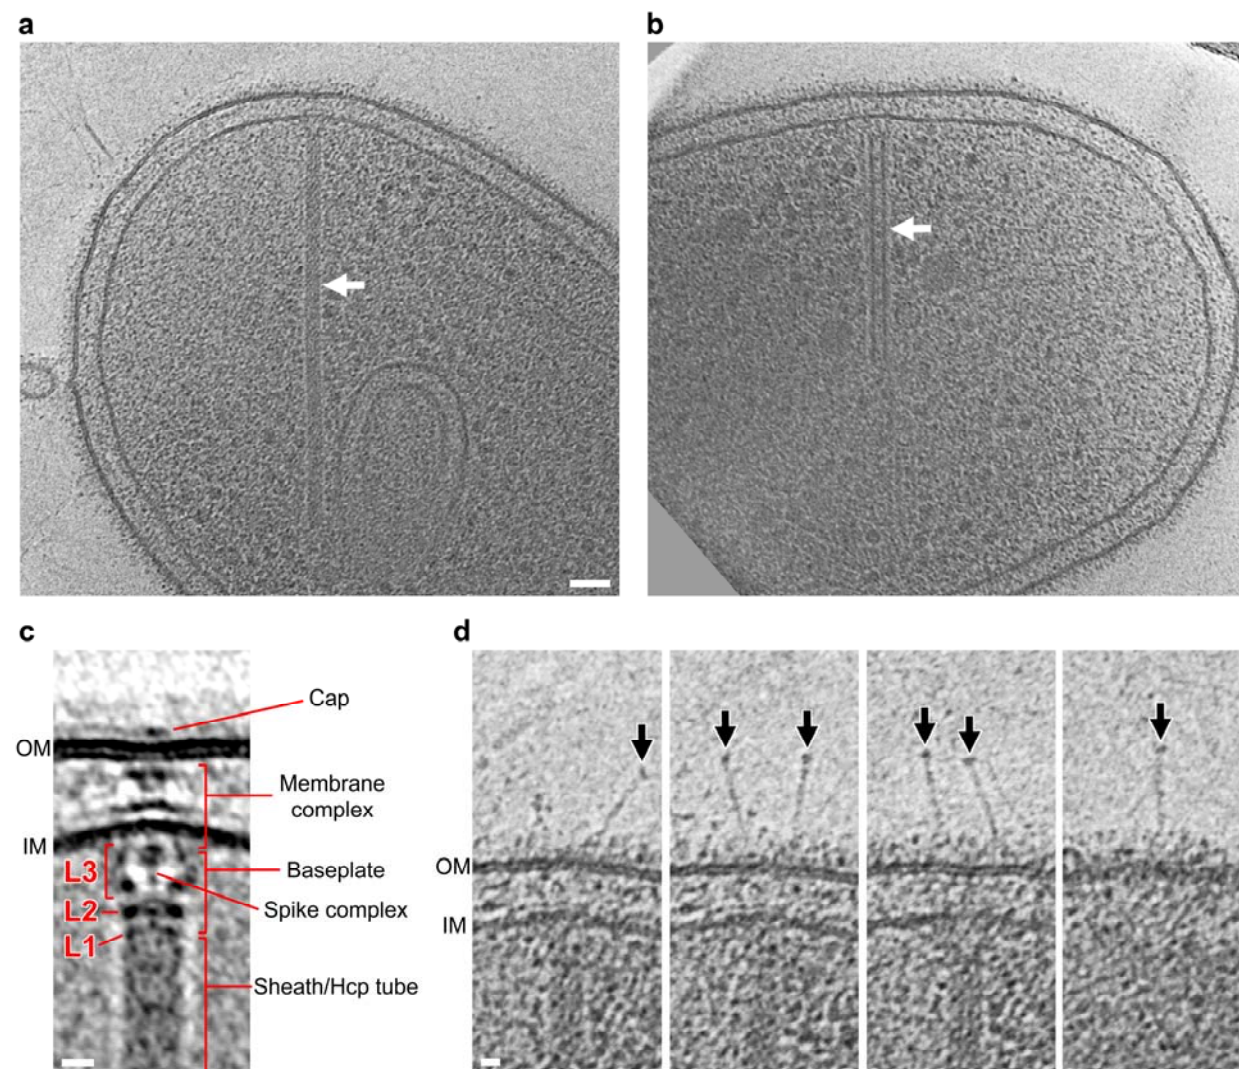 a
b
c
d
Cap
OM
Membrane
complex
IM
L3
Baseplate
Spike complex
L2
L1
Sheath/Hcp tube
OM
IM